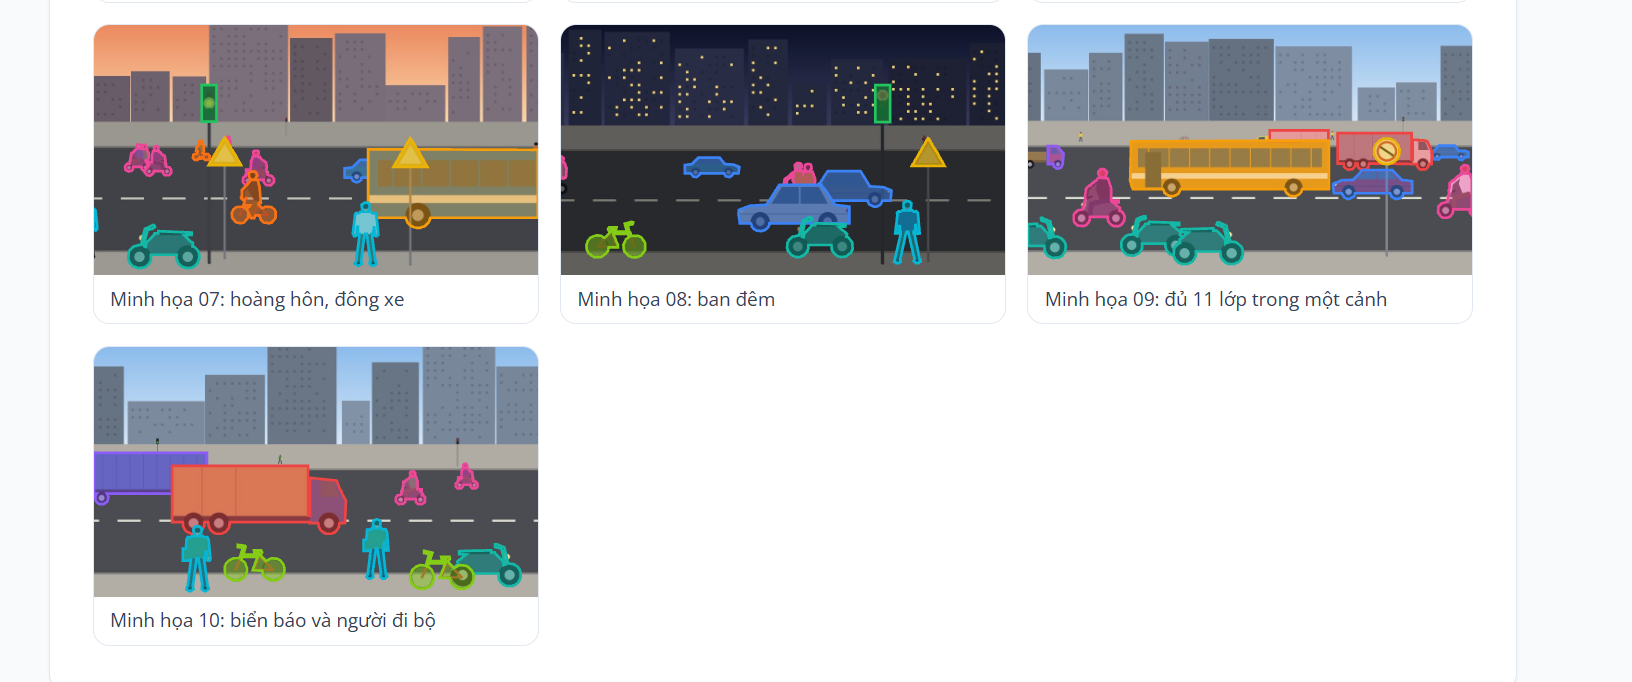 Minh họa 07: hoàng hôn, đông xe
Minh họa 08: ban đêm
Minh họa 09: đủ 11 lớp trong một cảnh
Minh họa 10: biển báo và người đi bộ